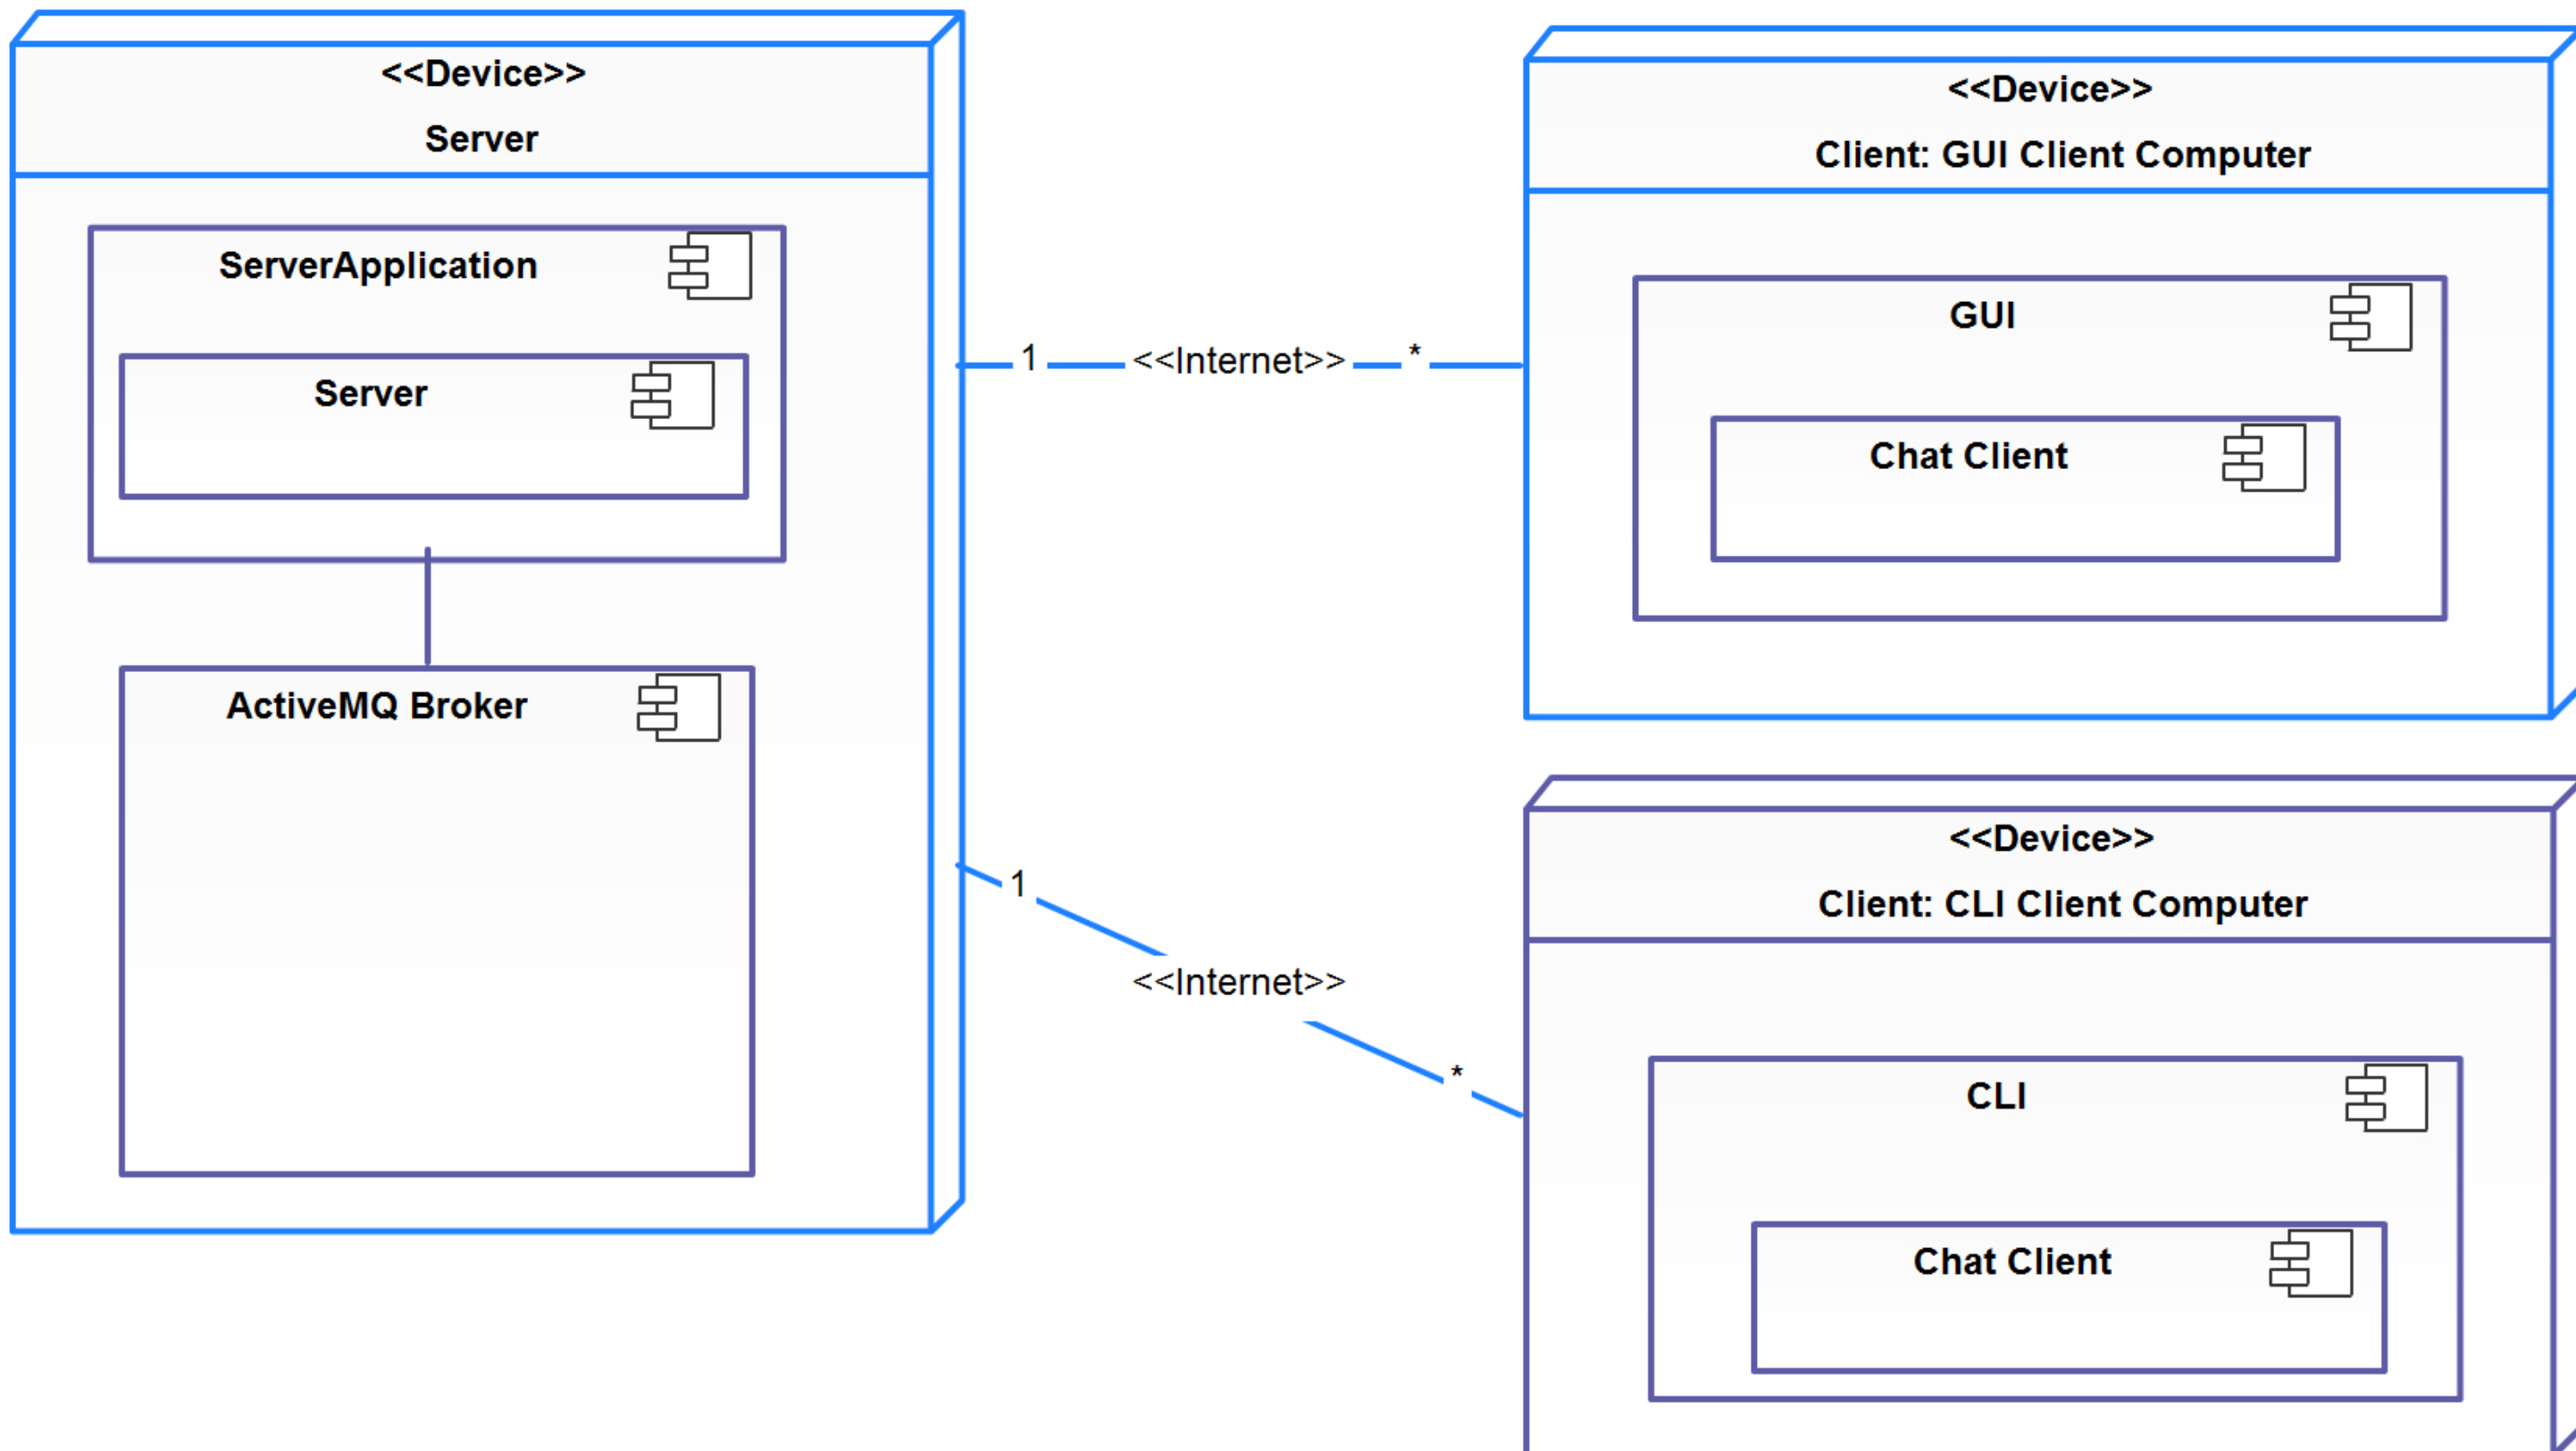 <<Device>>
Server
ServerApplication
Server
ActiveMQ Broker
1 <<Internet>> *
1
<<Internet>>
*
<<Device>>
Client: GUI Client Computer
GUI
Chat Client
<<Device>>
Client: CLI Client Computer
CLI
Chat Client